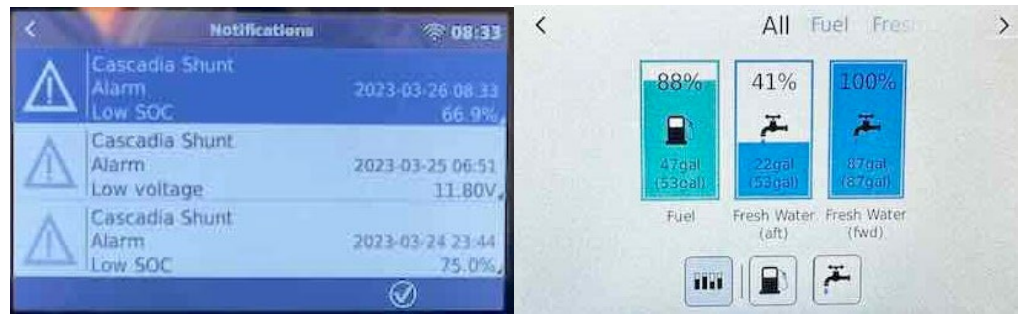 Notifications
08:33
Cascadia Shunt
Alarm 2023-03-26 08:33
Low SOC 66.9%
Cascadia Shunt
Alarm 2023-03-25 06:51
Low voltage 11.80V
Cascadia Shunt
Alarm 2023-03-24 23:44
Low SOC 75.0%
All Fuel Fresh
88% 41% 100%
47gal 22gal 87gal
(53gal) (53gal) (87gal)
Fuel Fresh Water Fresh Water
(aft) (fwd)